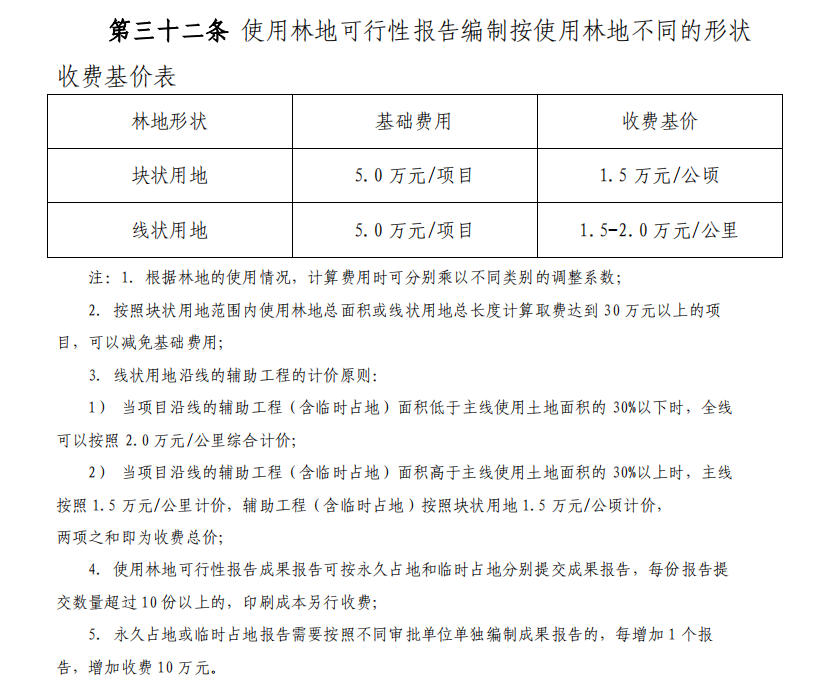 第三十二条 使用林地可行性报告编制按使用林地不同的形状
收费基价表
林地形状 基础费用 收费基价
块状用地 5.0 万元/项目 1.5 万元/公顷
线状用地 5.0 万元/项目 1.5-2.0 万元/公里
注：1. 根据林地的使用情况，计算费用时可分别乘以不同类别的调整系数；
2. 按照块状用地范围内使用林地总面积或线状用地总长度计算取费达到 30 万元以上的项
目，可以减免基础费用；
3. 线状用地沿线的辅助工程的计价原则：
1） 当项目沿线的辅助工程（含临时占地）面积低于主线使用土地面积的 30%以下时，全线
可以按照 2.0 万元/公里综合计价；
2） 当项目沿线的辅助工程（含临时占地）面积高于主线使用土地面积的 30%以上时，主线
按照 1.5 万元/公里计价，辅助工程（含临时占地）按照块状用地 1.5 万元/公顷计价，
两项之和即为收费总价；
4. 使用林地可行性报告成果报告可按永久占地和临时占地分别提交成果报告，每份报告提
交数量超过 10 份以上的，印刷成本另行收费；
5. 永久占地或临时占地报告需要按照不同审批单位单独编制成果报告的，每增加 1 个报
告，增加收费 10 万元。